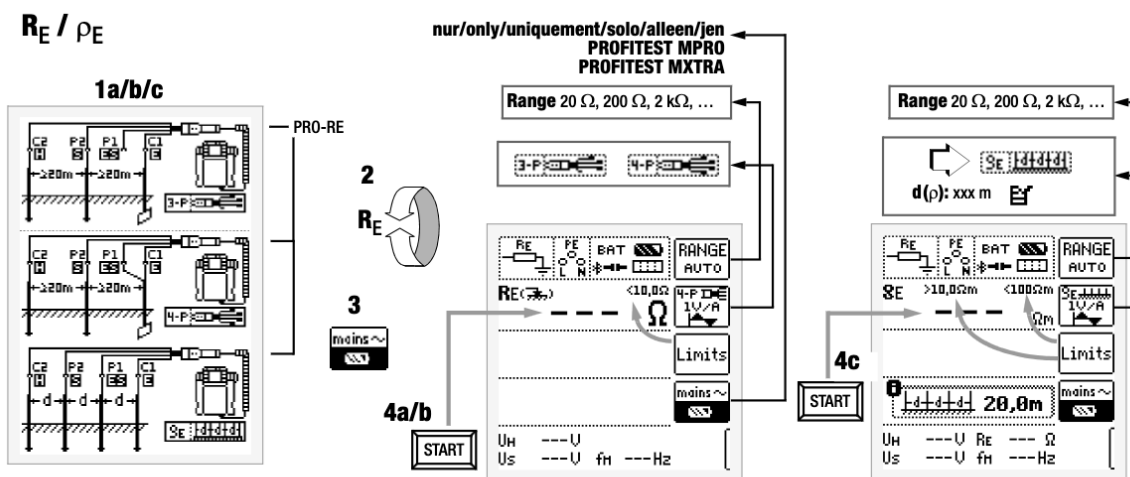 RE / ρE
1a/b/c
C2 P2 P1 C1
H S ES E
≥20m ≥20m
3-P
C2 P2 P1 C1
H S ES E
≥20m ≥20m
4-P
C2 P2 P1 C1
H S ES E
d d d
ρE d d d
PRO-RE
2
RE
3
mains~
nur/only/uniquement/solo/alleen/jen
PROFITEST MPRO
PROFITEST MXTRA
Range 20 Ω, 200 Ω, 2 kΩ, …
3-P 4-P
RE PE BAT
L N
RANGE
AUTO
RE <10,0Ω
– – – Ω
4-P
1V/A
Limits
mains~
4a/b
START
UH ---V
US ---V fH ---Hz
Range 20 Ω, 200 Ω, 2 kΩ, …
ρE d d d
d(ρ): xxx m
RE PE BAT
L N
RANGE
AUTO
ρE >10,0Ωm <100Ωm
– – – Ωm
ρE
1V/A
Limits
mains~
4c
START
d d d 20,0m
UH ---V RE --- Ω
US ---V fH ---Hz